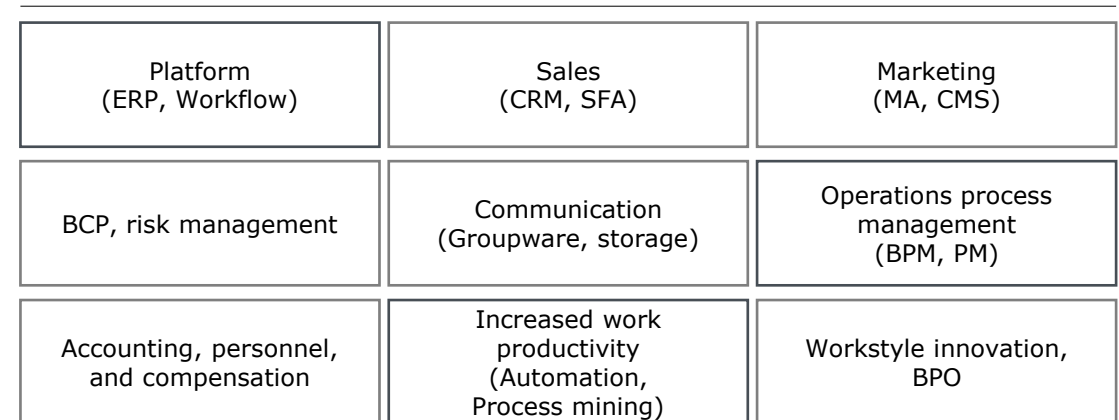 Platform
(ERP, Workflow)
Sales
(CRM, SFA)
Marketing
(MA, CMS)
BCP, risk management
Communication
(Groupware, storage)
Operations process
management
(BPM, PM)
Accounting, personnel,
and compensation
Increased work
productivity
(Automation,
Process mining)
Workstyle innovation,
BPO